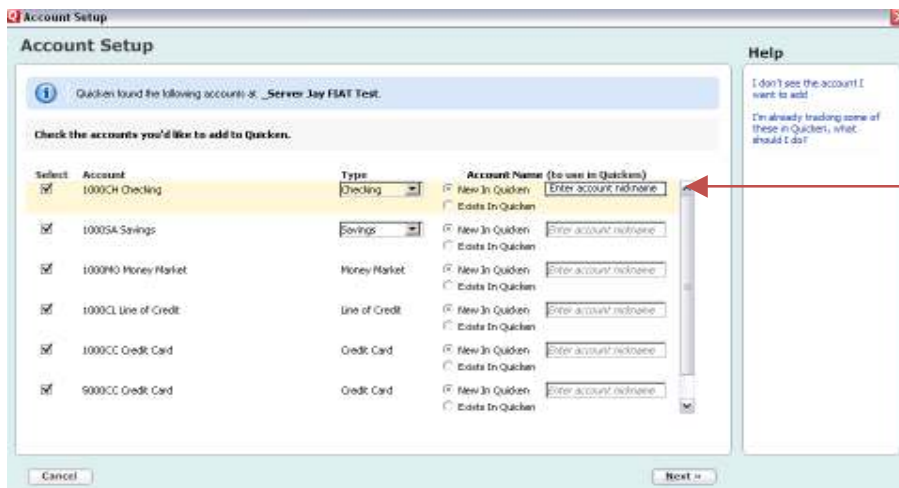 Account Setup
Account Setup
Help
Quicken found the following accounts at _Server Jay FIAT Test.
I don't see the account I
want to add
I'm already tracking some of
these in Quicken, what
should I do?
Check the accounts you'd like to add to Quicken.
Select Account Type Account Name (to use in Quicken)
1000CH Checking Checking New In Quicken Enter account nickname
Exists In Quicken
1000SA Savings Savings New In Quicken Enter account nickname
Exists In Quicken
1000MO Money Market Money Market New In Quicken Enter account nickname
Exists In Quicken
1000CL Line of Credit Line of Credit New In Quicken Enter account nickname
Exists In Quicken
1000CC Credit Card Credit Card New In Quicken Enter account nickname
Exists In Quicken
9000CC Credit Card Credit Card New In Quicken Enter account nickname
Exists In Quicken
Cancel
Next »